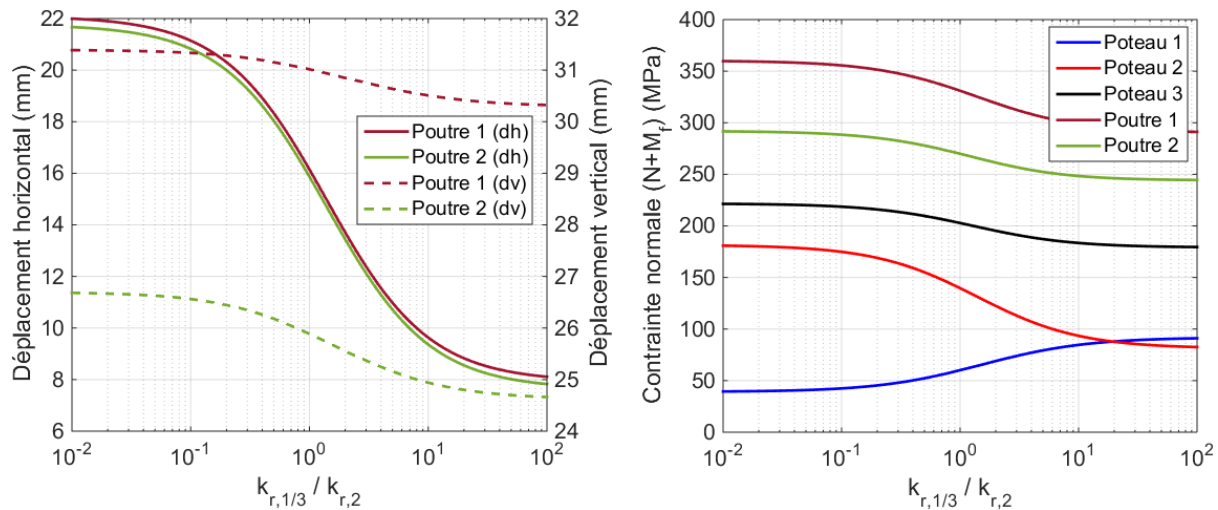 22
20
18
16
14
12
10
8
6
Déplacement horizontal (mm)
32
31
30
29
28
27
26
25
24
Déplacement vertical (mm)
Poutre 1 (dh)
Poutre 2 (dh)
Poutre 1 (dv)
Poutre 2 (dv)
10^-2 10^-1 10^0 10^1 10^2
k_r,1/3 / k_r,2
400
350
300
250
200
150
100
50
0
Contrainte normale (N+M_f) (MPa)
Poteau 1
Poteau 2
Poteau 3
Poutre 1
Poutre 2
10^-2 10^-1 10^0 10^1 10^2
k_r,1/3 / k_r,2